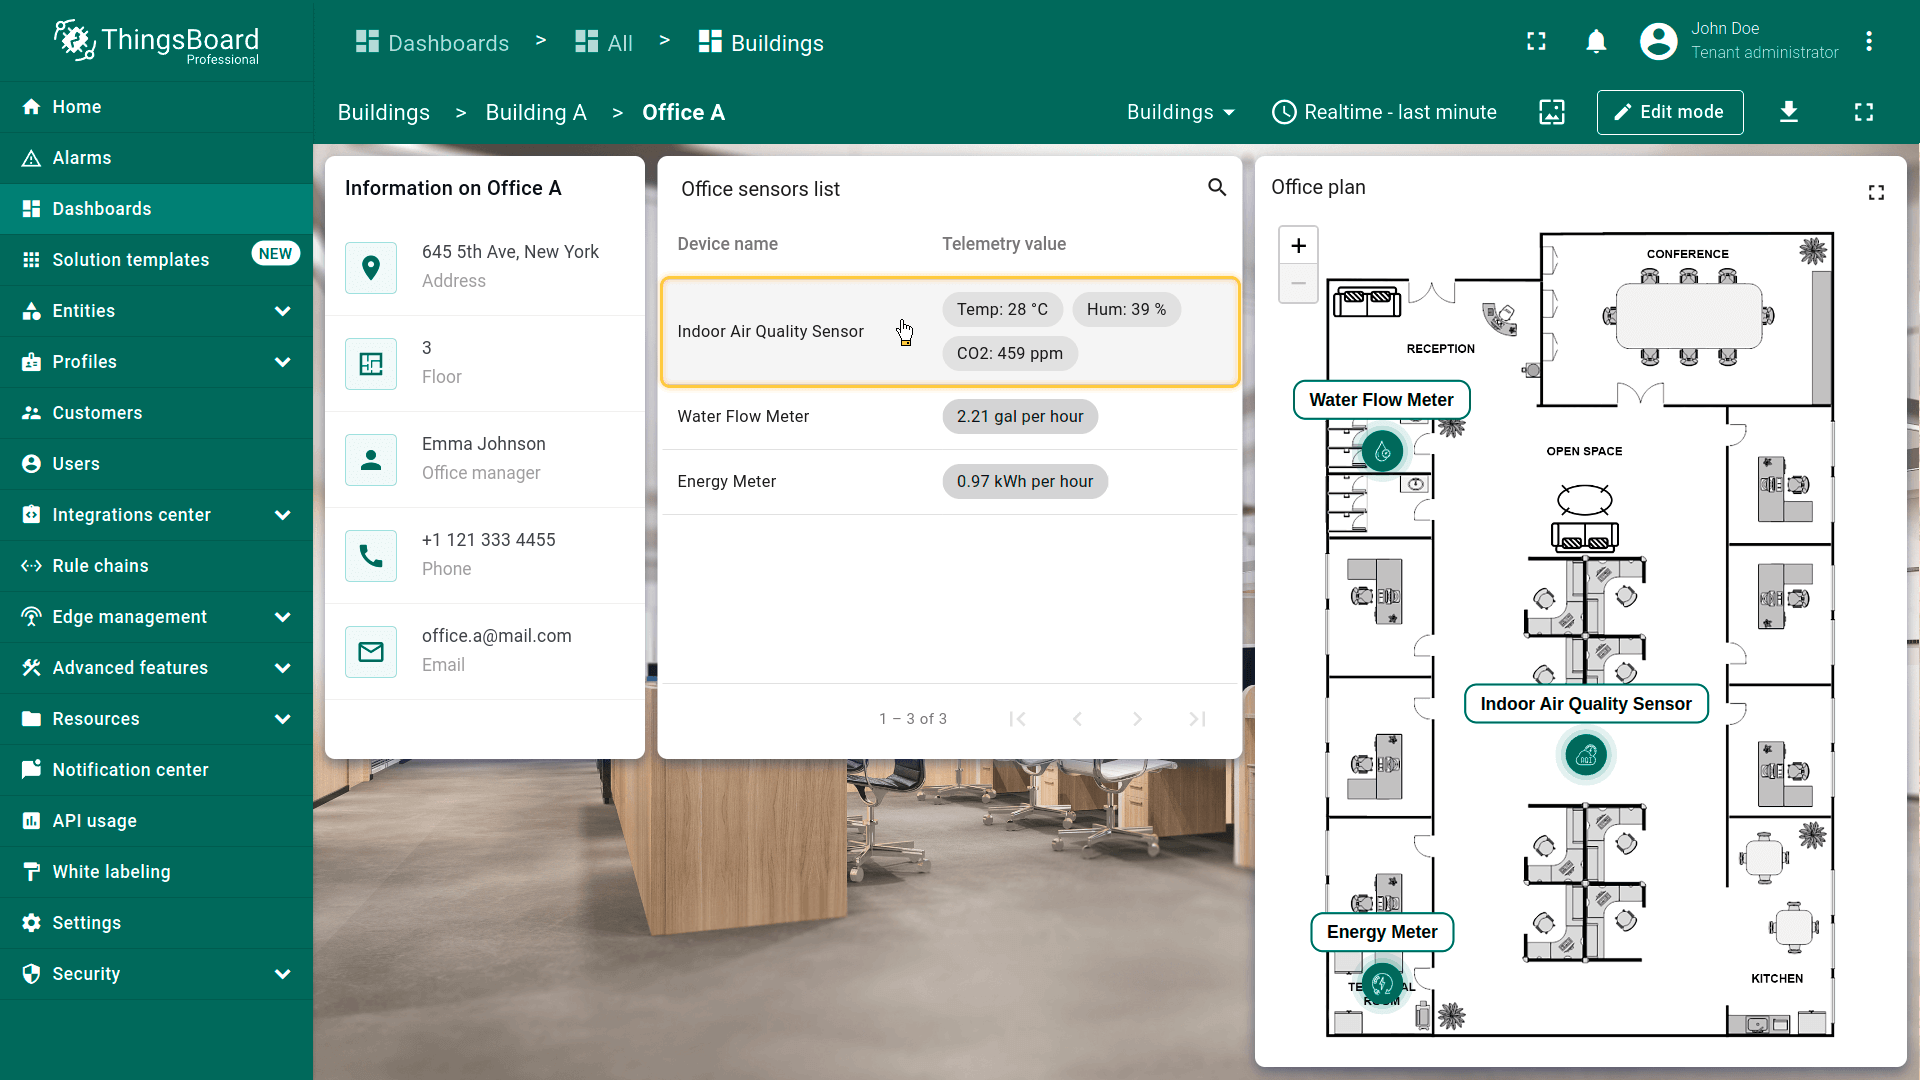 ThingsBoard
Professional
Home
Alarms
Dashboards
Solution templates
NEW
Entities
Profiles
Customers
Users
Integrations center
Rule chains
Edge management
Advanced features
Resources
Notification center
API usage
White labeling
Settings
Security
Dashboards > All > Buildings
John Doe
Tenant administrator
Buildings > Building A > Office A
Buildings
Realtime - last minute
Edit mode
Information on Office A
645 5th Ave, New York
Address
3
Floor
Emma Johnson
Office manager
+1 121 333 4455
Phone
office.a@mail.com
Email
Office sensors list
Device name Telemetry value
Indoor Air Quality Sensor
Temp: 28 °C Hum: 39 %
CO2: 459 ppm
Water Flow Meter 2.21 gal per hour
Energy Meter 0.97 kWh per hour
1 – 3 of 3
Office plan
+
−
CONFERENCE
RECEPTION
Water Flow Meter
OPEN SPACE
Indoor Air Quality Sensor
AQI
Energy Meter
KITCHEN